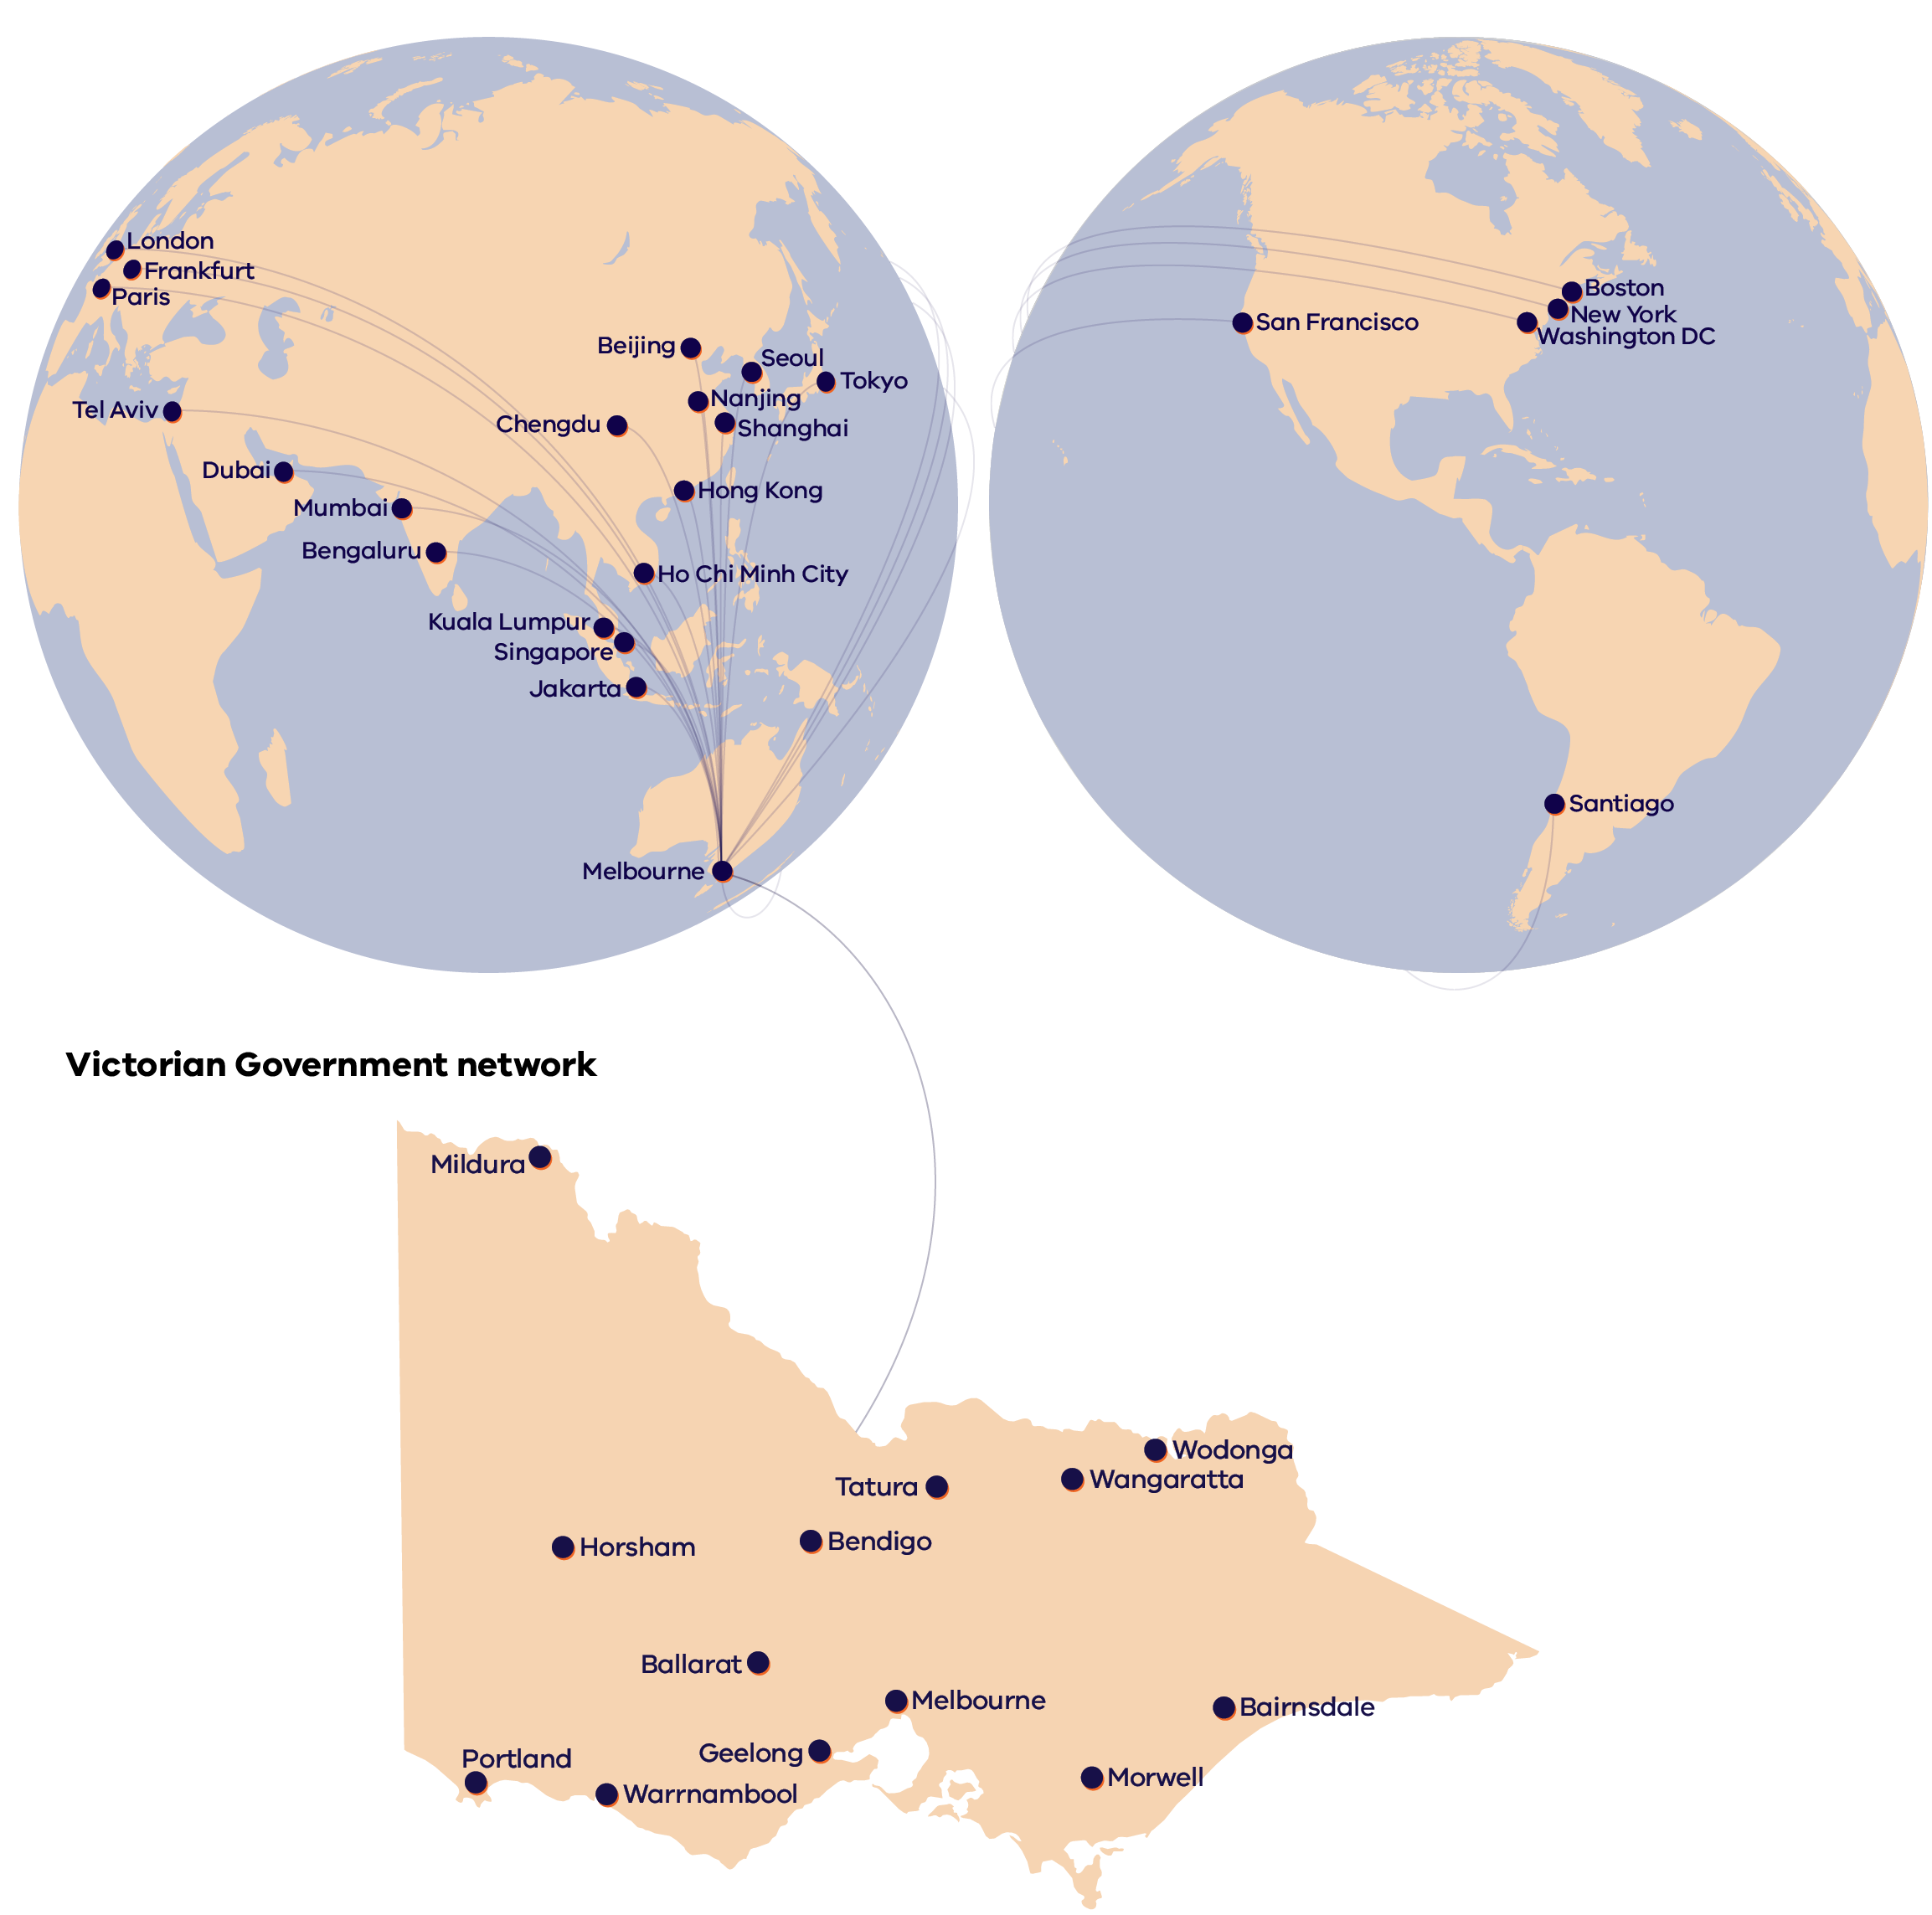 London
Frankfurt
Paris
Tel Aviv
Dubai
Mumbai
Bengaluru
Beijing
Seoul
Tokyo
Nanjing
Chengdu
Shanghai
Hong Kong
Ho Chi Minh City
Kuala Lumpur
Singapore
Jakarta
Melbourne
Boston
New York
San Francisco
Washington DC
Santiago
Victorian Government network
Mildura
Wodonga
Wangaratta
Tatura
Bendigo
Horsham
Ballarat
Melbourne
Bairnsdale
Geelong
Portland
Morwell
Warrnambool